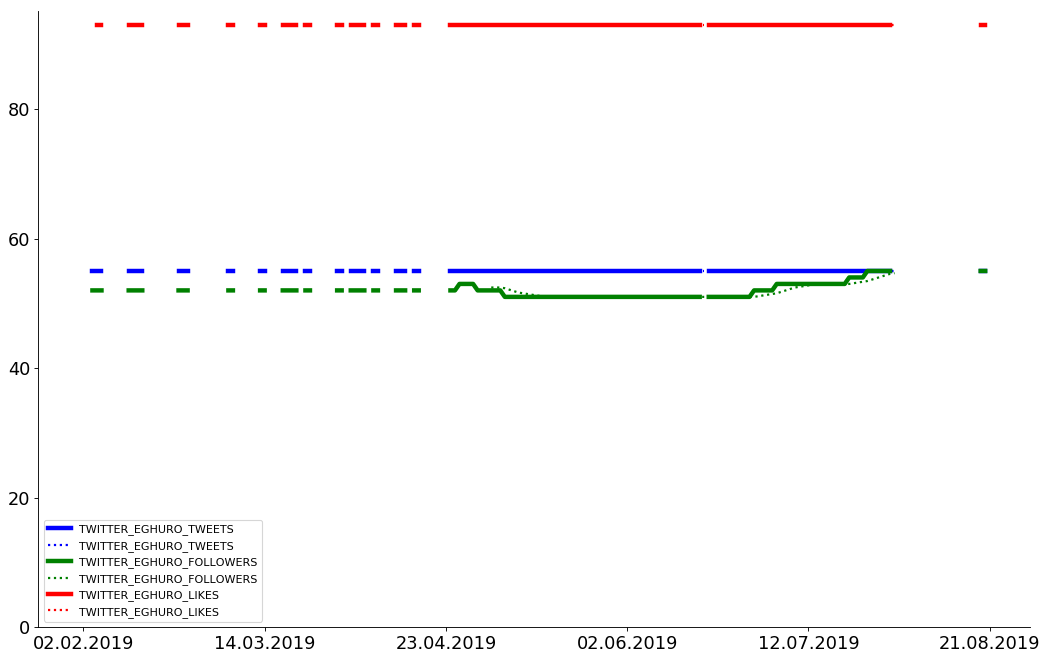 80
60
40
20
0
TWITTER_EGHURO_TWEETS
TWITTER_EGHURO_TWEETS
TWITTER_EGHURO_FOLLOWERS
TWITTER_EGHURO_FOLLOWERS
TWITTER_EGHURO_LIKES
TWITTER_EGHURO_LIKES
02.02.2019 14.03.2019 23.04.2019 02.06.2019 12.07.2019 21.08.2019